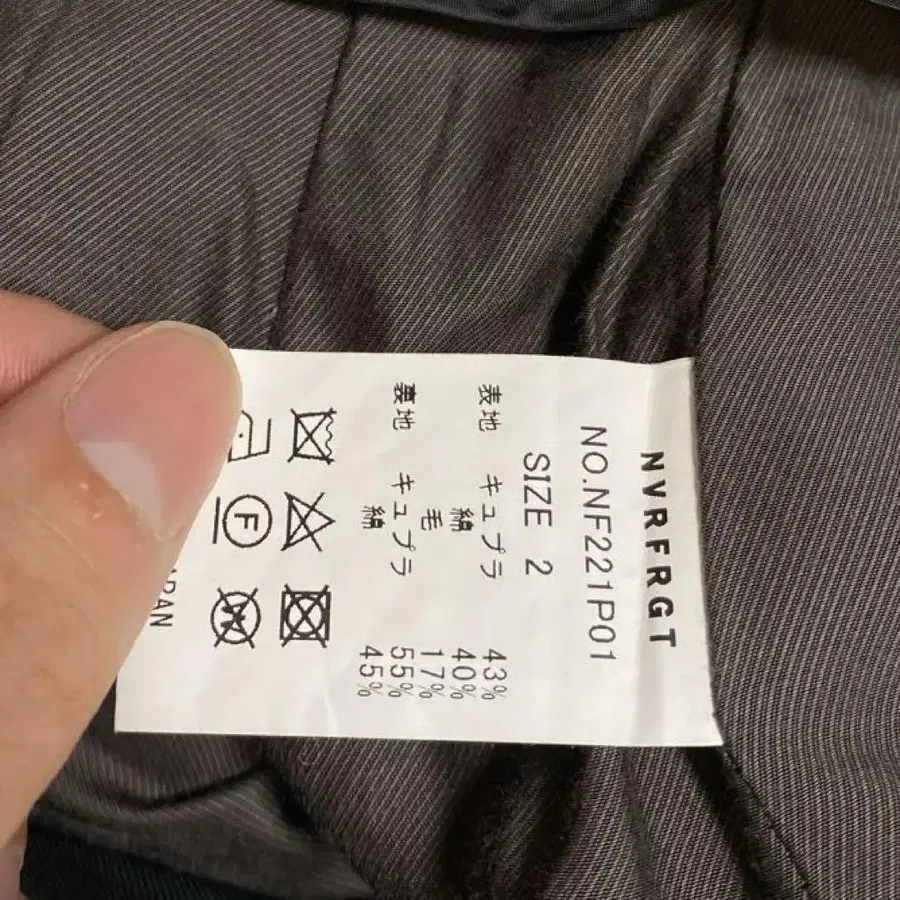 NVRFRGT
NO.NF221P01
SIZE 2
表地 キュプラ 43%
綿 40%
毛 17%
裏地 キュプラ 55%
綿 45%
F
W